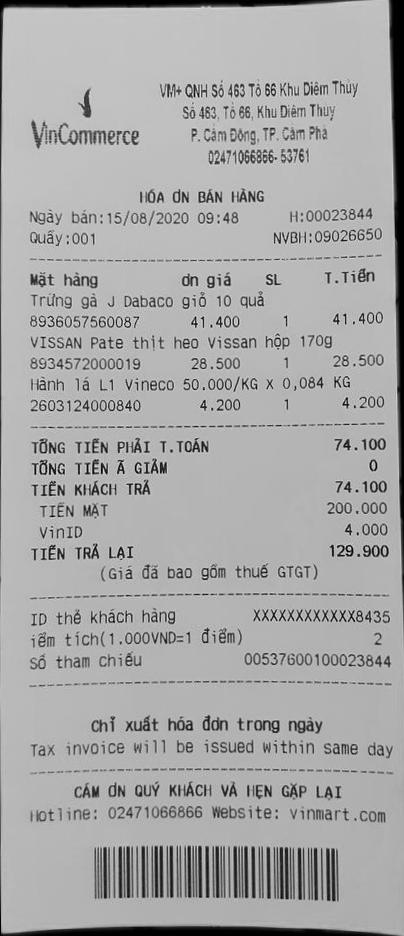 VinCommerce
VM+ QNH Số 463 Tổ 66 Khu Diêm Thủy
Số 463, Tổ 66, Khu Diêm Thủy
P. Cẩm Đông, TP. Cẩm Phả
02471066866- 53761
HÓA ƠN BÁN HÀNG
Ngày bán:15/08/2020 09:48 H:00023844
Quầy:001 NVBH:09026650
Mặt hàng ơn giá SL T.Tiền
Trứng gà J Dabaco giỏ 10 quả
8936057560087 41.400 1 41.400
VISSAN Pate thịt heo Vissan hộp 170g
8934572000019 28.500 1 28.500
Hành lá L1 Vineco 50.000/KG X 0,084 KG
2603124000840 4.200 1 4.200
TỔNG TIỀN PHẢI T.TOÁN 74.100
TỔNG TIỀN Ã GIẢM 0
TIỀN KHÁCH TRẢ 74.100
TIỀN MẶT 200.000
VinID 4.000
TIỀN TRẢ LẠI 129.900
(Giá đã bao gồm thuế GTGT)
ID thẻ khách hàng XXXXXXXXXXXX8435
iểm tích(1.000VND=1 điểm) 2
Số tham chiếu 00537600100023844
Chỉ xuất hóa đơn trong ngày
Tax invoice will be issued within same day
CẢM ƠN QUÝ KHÁCH VÀ HẸN GẶP LẠI
Hotline: 02471066866 Website: vinmart.com